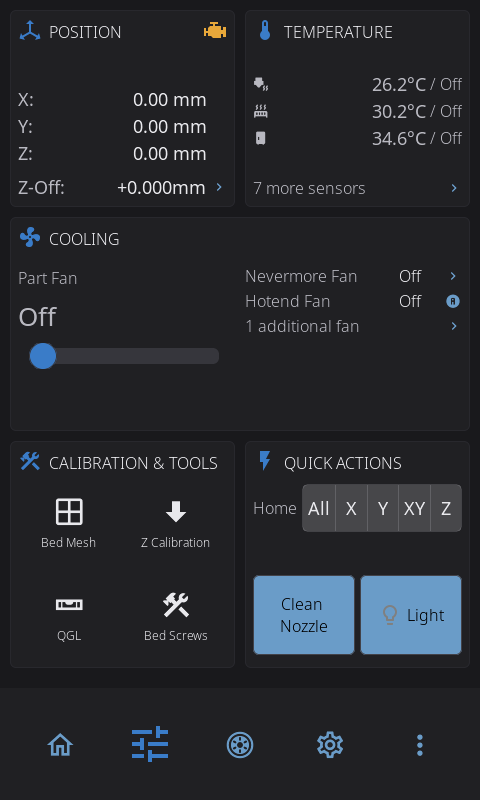 POSITION
X: 0.00 mm
Y: 0.00 mm
Z: 0.00 mm
Z-Off: +0.000mm
TEMPERATURE
26.2°C / Off
30.2°C / Off
34.6°C / Off
7 more sensors
COOLING
Part Fan
Off
Nevermore Fan Off
Hotend Fan Off A
1 additional fan
CALIBRATION & TOOLS
Bed Mesh
Z Calibration
QGL
Bed Screws
QUICK ACTIONS
Home All X Y XY Z
Clean
Nozzle
Light